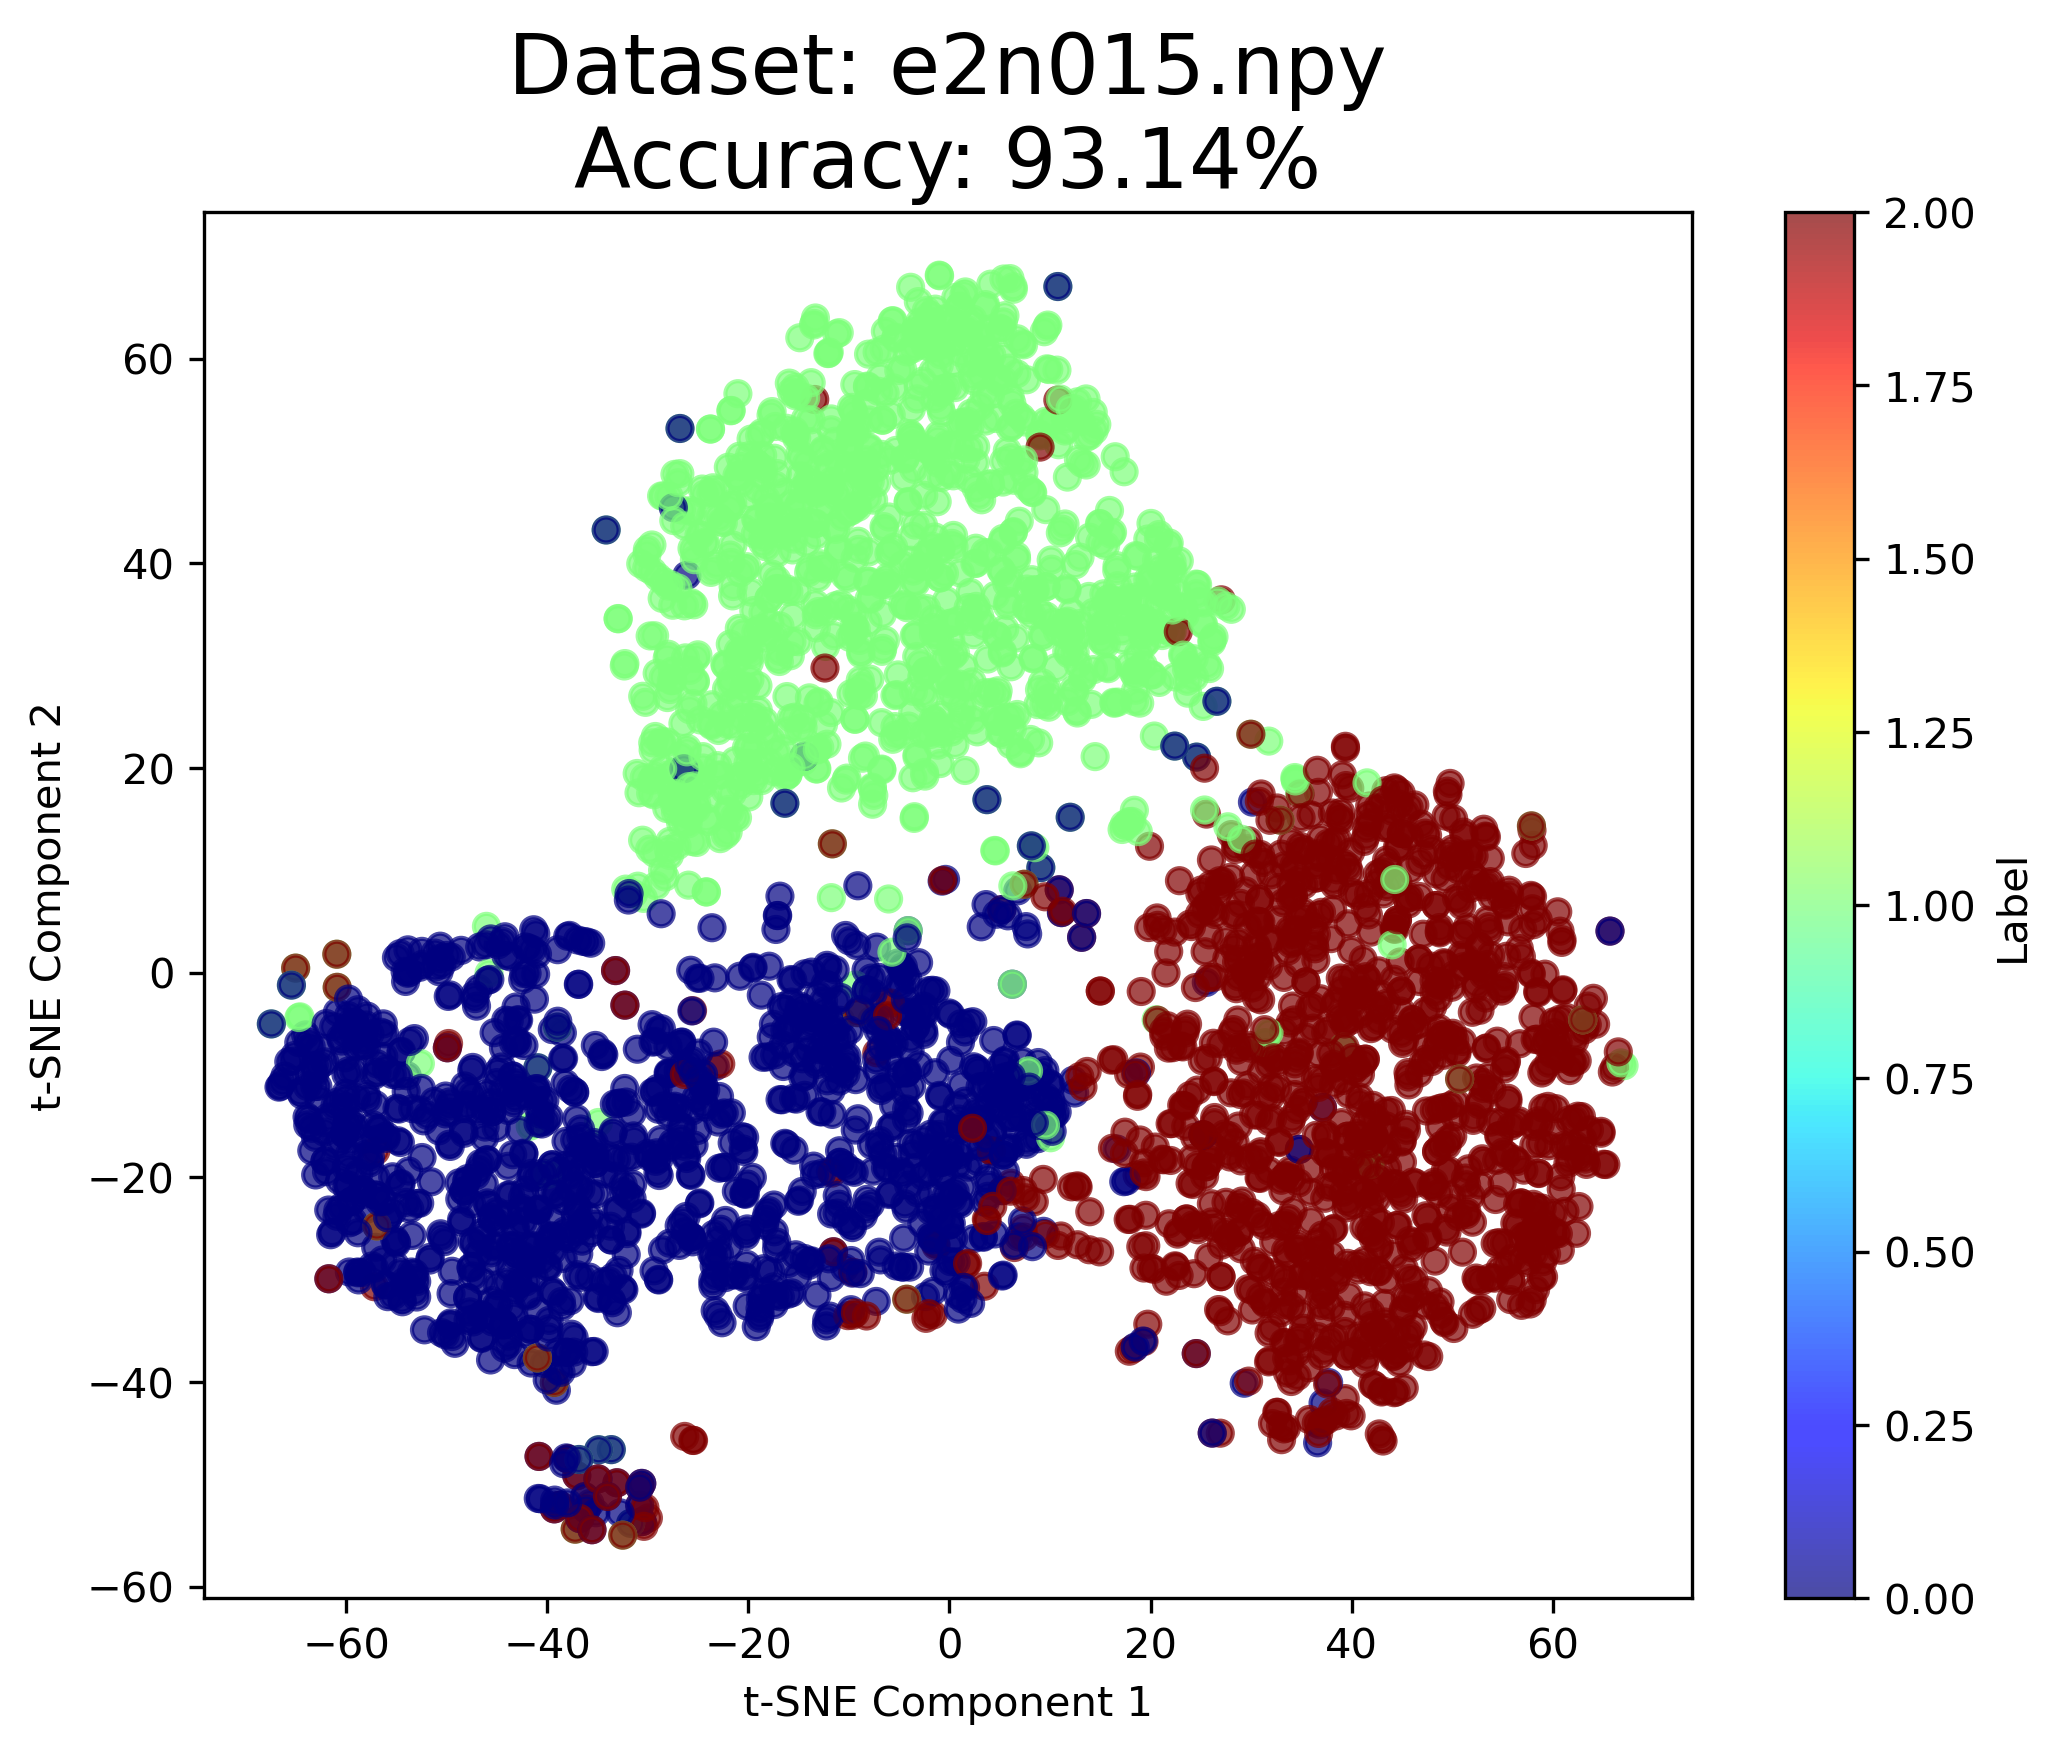 Dataset: e2n015.npy
Accuracy: 93.14%
60
40
20
0
−20
−40
−60
t-SNE Component 2
−60 −40 −20 0 20 40 60
t-SNE Component 1
2.00
1.75
1.50
1.25
1.00
0.75
0.50
0.25
0.00
Label